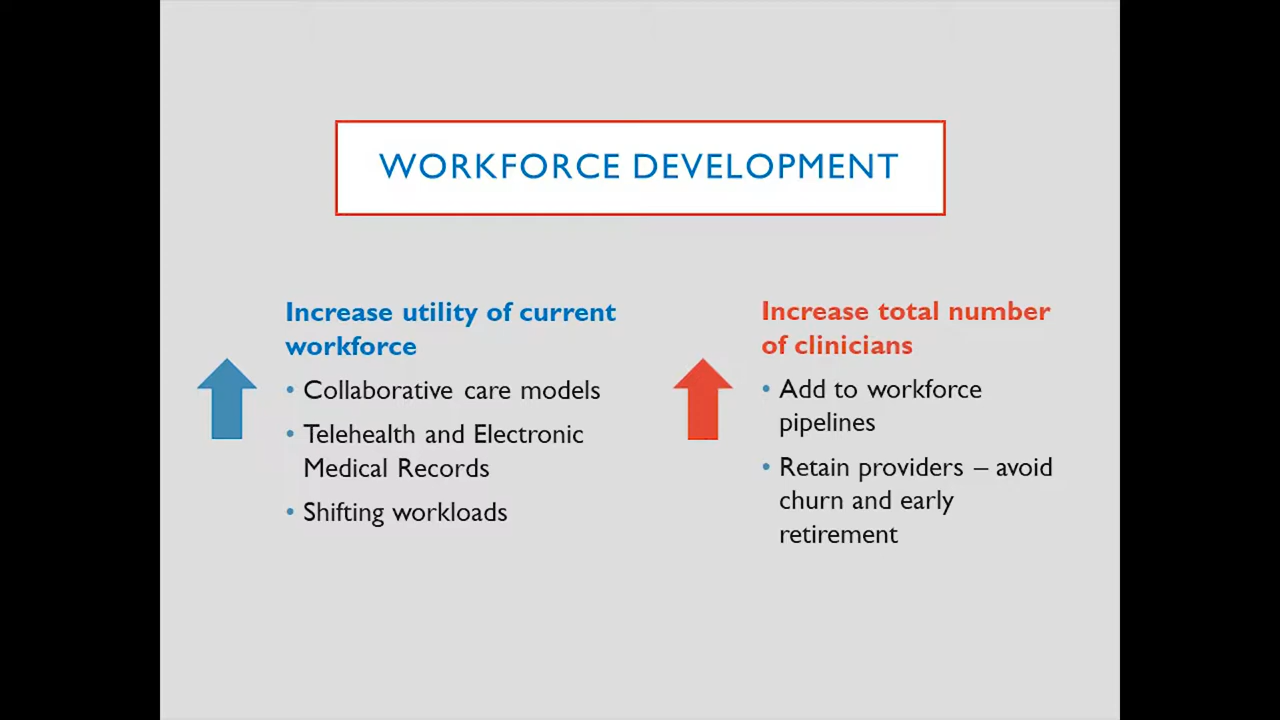 WORKFORCE DEVELOPMENT
Increase utility of current
workforce
• Collaborative care models
• Telehealth and Electronic
Medical Records
• Shifting workloads
Increase total number
of clinicians
• Add to workforce
pipelines
• Retain providers – avoid
churn and early
retirement